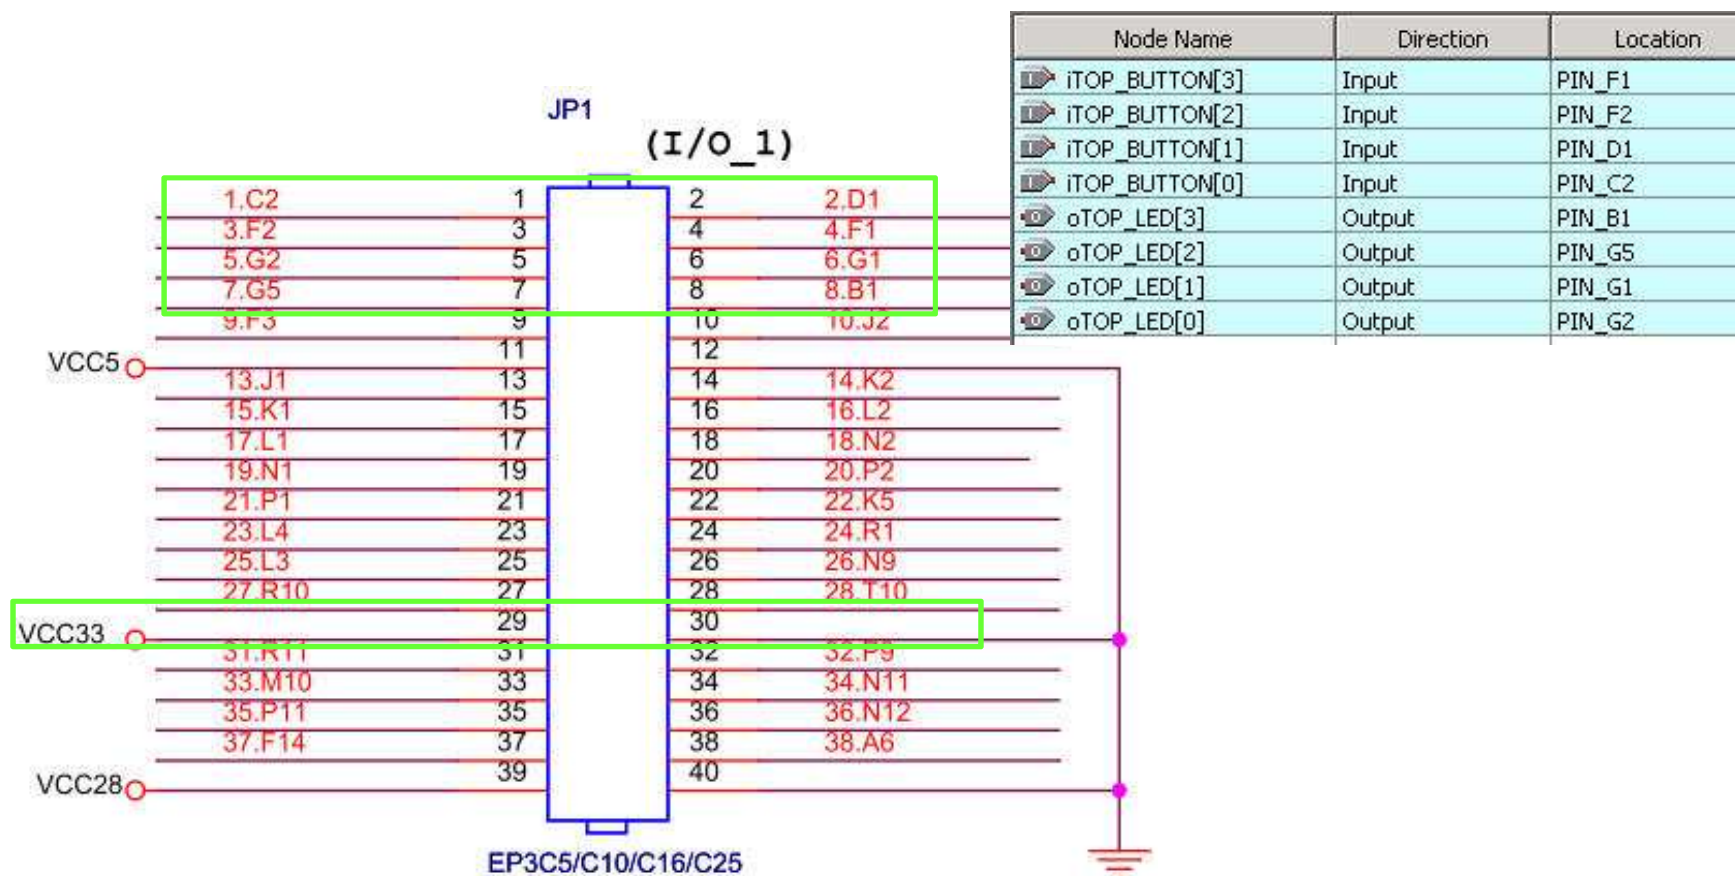 Node Name Direction Location
iTOP_BUTTON[3] Input PIN_F1
iTOP_BUTTON[2] Input PIN_F2
iTOP_BUTTON[1] Input PIN_D1
iTOP_BUTTON[0] Input PIN_C2
oTOP_LED[3] Output PIN_B1
oTOP_LED[2] Output PIN_G5
oTOP_LED[1] Output PIN_G1
oTOP_LED[0] Output PIN_G2
JP1
(I/O_1)
1.C2 1 2 2.D1
3.F2 3 4 4.F1
5.G2 5 6 6.G1
7.G5 7 8 8.B1
9.F3 9 10 10.J2
VCC5 11 12
13.J1 13 14 14.K2
15.K1 15 16 16.L2
17.L1 17 18 18.N2
19.N1 19 20 20.P2
21.P1 21 22 22.K5
23.L4 23 24 24.R1
25.L3 25 26 26.N9
27.R10 27 28 28.T10
VCC33 29 30
31.R11 31 32 32.P9
33.M10 33 34 34.N11
35.P11 35 36 36.N12
37.F14 37 38 38.A6
VCC28 39 40
EP3C5/C10/C16/C25